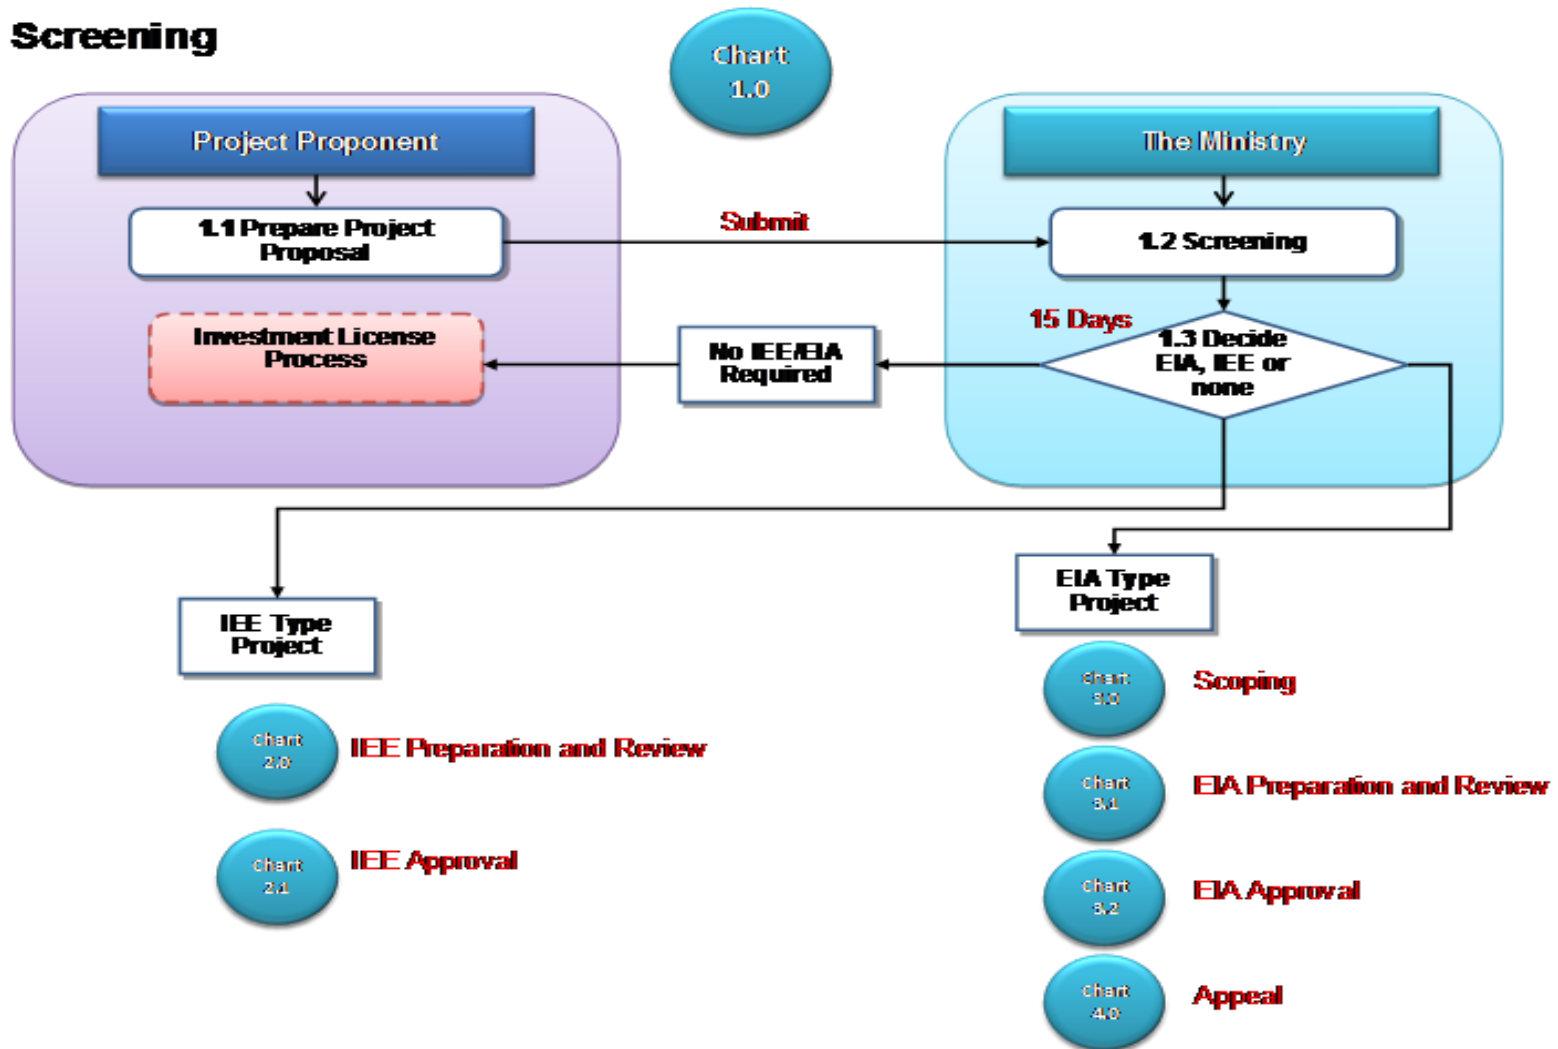 Screening
Chart
1.0
Project Proponent
The Ministry
1.1 Prepare Project
Proposal
Submit
1.2 Screening
Investment License
Process
No IEE/EIA
Required
15 Days
1.3 Decide
EIA, IEE or
none
IEE Type
Project
EIA Type
Project
Chart
2.0
IEE Preparation and Review
Chart
2.1
IEE Approval
Chart
3.0
Scoping
Chart
3.1
EIA Preparation and Review
Chart
3.2
EIA Approval
Chart
4.0
Appeal